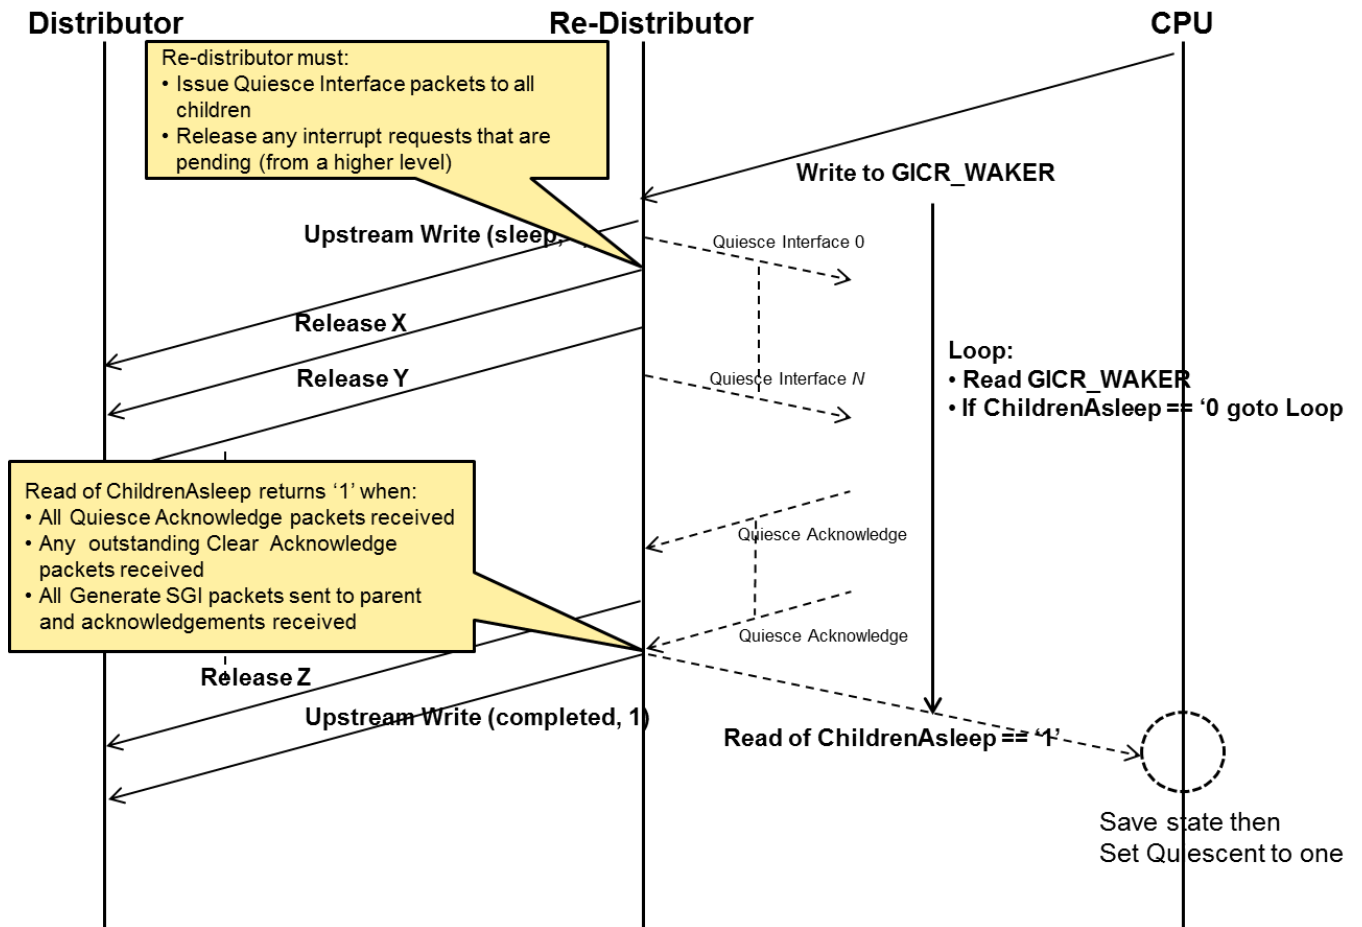 Distributor
Re-Distributor
CPU
Re-distributor must:
• Issue Quiesce Interface packets to all
children
• Release any interrupt requests that are
pending (from a higher level)
Write to GICR_WAKER
Upstream Write (sleep,
Quiesce Interface 0
Release X
Loop:
• Read GICR_WAKER
• If ChildrenAsleep == ‘0 goto Loop
Release Y
Quiesce Interface N
Read of ChildrenAsleep returns ‘1’ when:
• All Quiesce Acknowledge packets received
• Any outstanding Clear Acknowledge
packets received
• All Generate SGI packets sent to parent
and acknowledgements received
Quiesce Acknowledge
Quiesce Acknowledge
Release Z
Upstream Write (completed, 1)
Read of ChildrenAsleep == ‘1’
Save state then
Set Quiescent to one